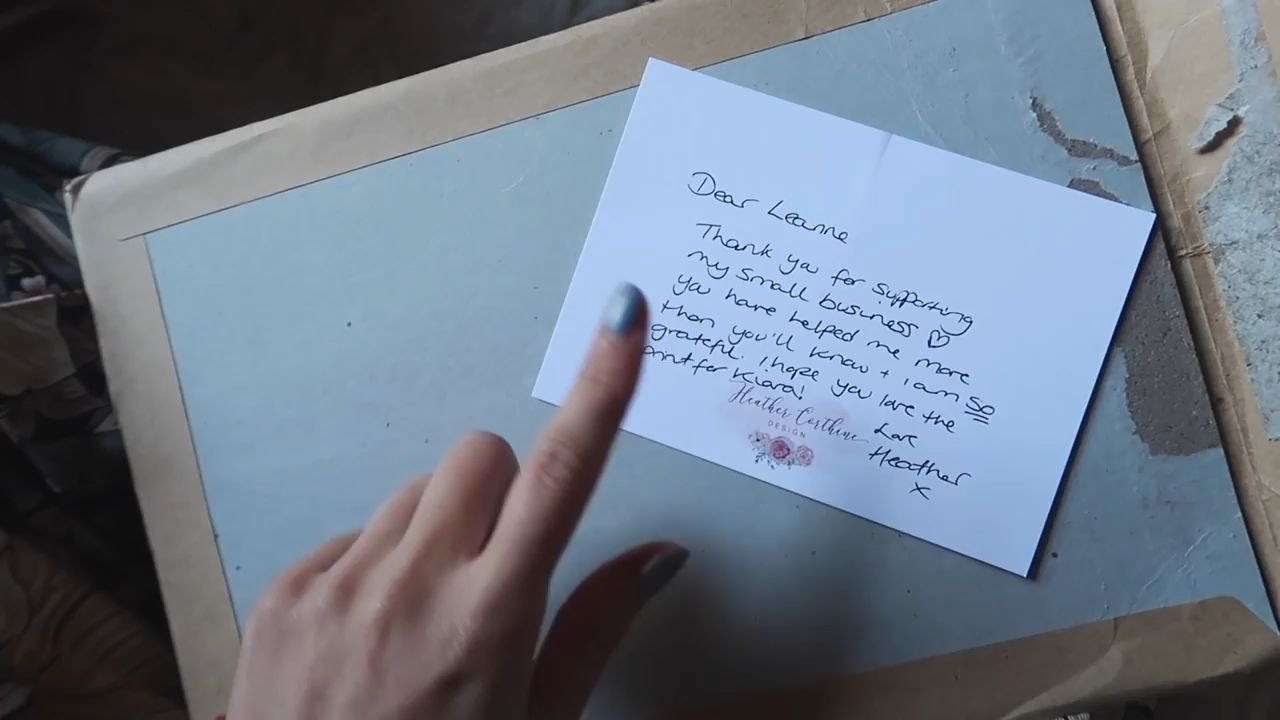 Dear Leanne
Thank you for supporting
my small business ♡
you have helped me more
than you'll know + i am so
grateful. I hope you love the
print for Kiara!
Love
Heather
x
Heather Corthine
DESIGN